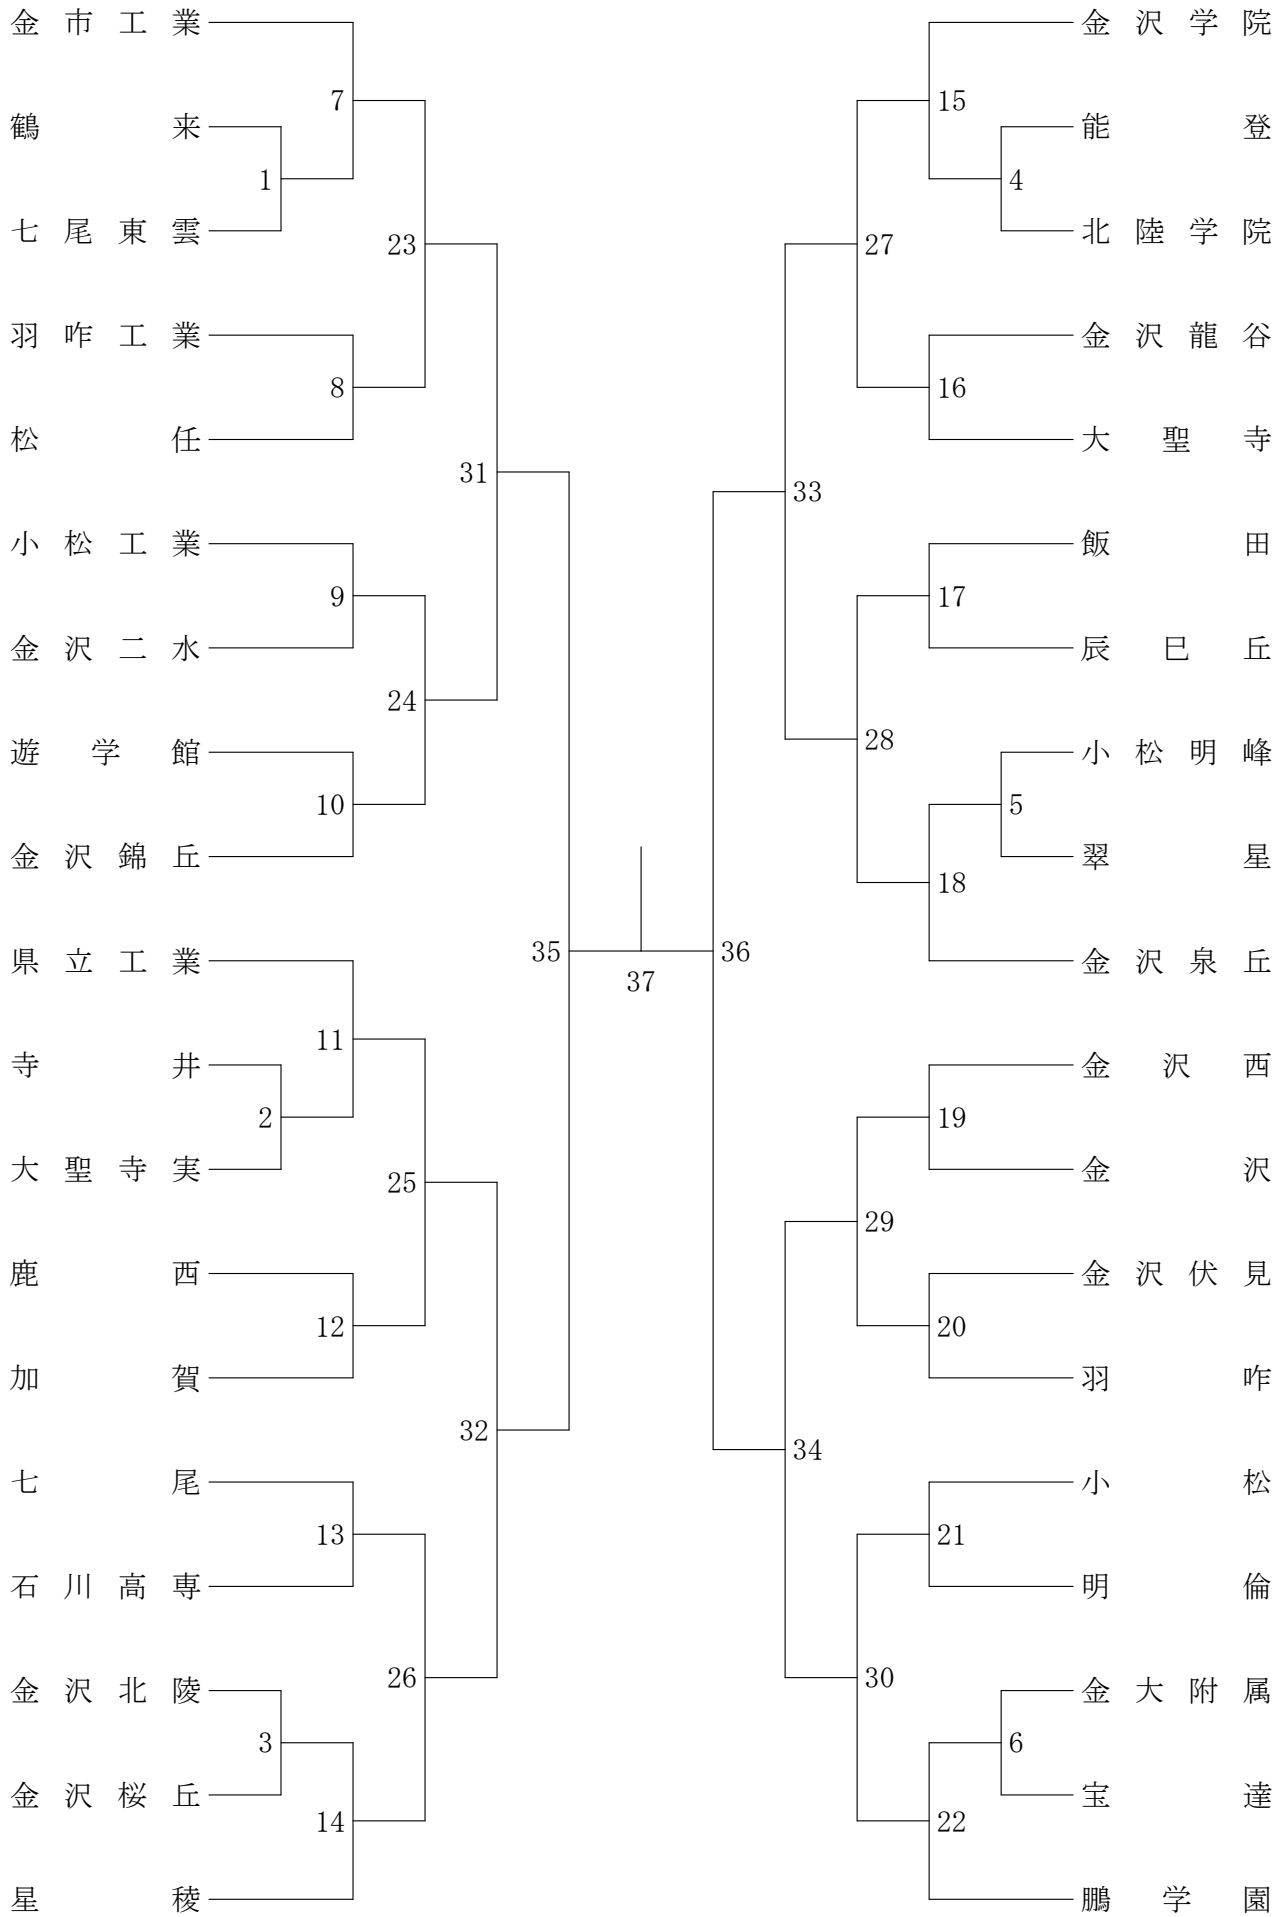 金市工業
鶴来
七尾東雲
羽咋工業
松任
小松工業
金沢二水
遊学館
金沢錦丘
県立工業
寺井
大聖寺実
鹿西
加賀
七尾
石川高専
金沢北陵
金沢桜丘
星稜
1
2
3
7
8
9
10
11
12
13
14
23
24
25
26
31
32
35
37
36
33
34
27
28
29
30
15
16
17
18
19
20
21
22
4
5
6
金沢学院
能登
北陸学院
金沢龍谷
大聖寺
飯田
辰巳丘
小松明峰
翠星
金沢泉丘
金沢西
金沢
金沢伏見
羽咋
小松
明倫
金大附属
宝達
鵬学園